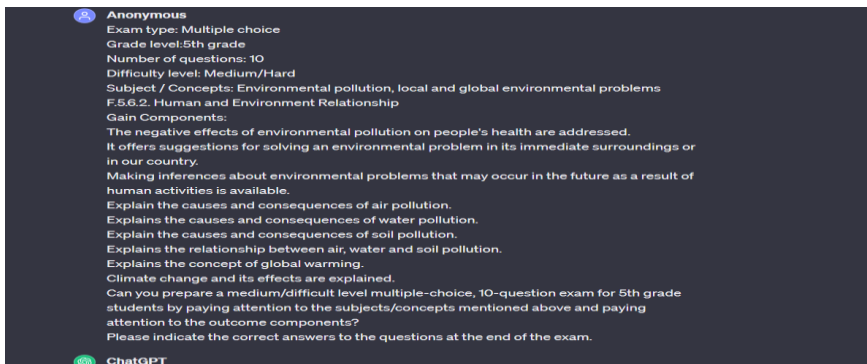 Anonymous
Exam type: Multiple choice
Grade level:5th grade
Number of questions: 10
Difficulty level: Medium/Hard
Subject / Concepts: Environmental pollution, local and global environmental problems
F.5.6.2. Human and Environment Relationship
Gain Components:
The negative effects of environmental pollution on people's health are addressed.
It offers suggestions for solving an environmental problem in its immediate surroundings or
in our country.
Making inferences about environmental problems that may occur in the future as a result of
human activities is available.
Explain the causes and consequences of air pollution.
Explains the causes and consequences of water pollution.
Explain the causes and consequences of soil pollution.
Explains the relationship between air, water and soil pollution.
Explains the concept of global warming.
Climate change and its effects are explained.
Can you prepare a medium/difficult level multiple-choice, 10-question exam for 5th grade
students by paying attention to the subjects/concepts mentioned above and paying
attention to the outcome components?
Please indicate the correct answers to the questions at the end of the exam.
ChatGPT